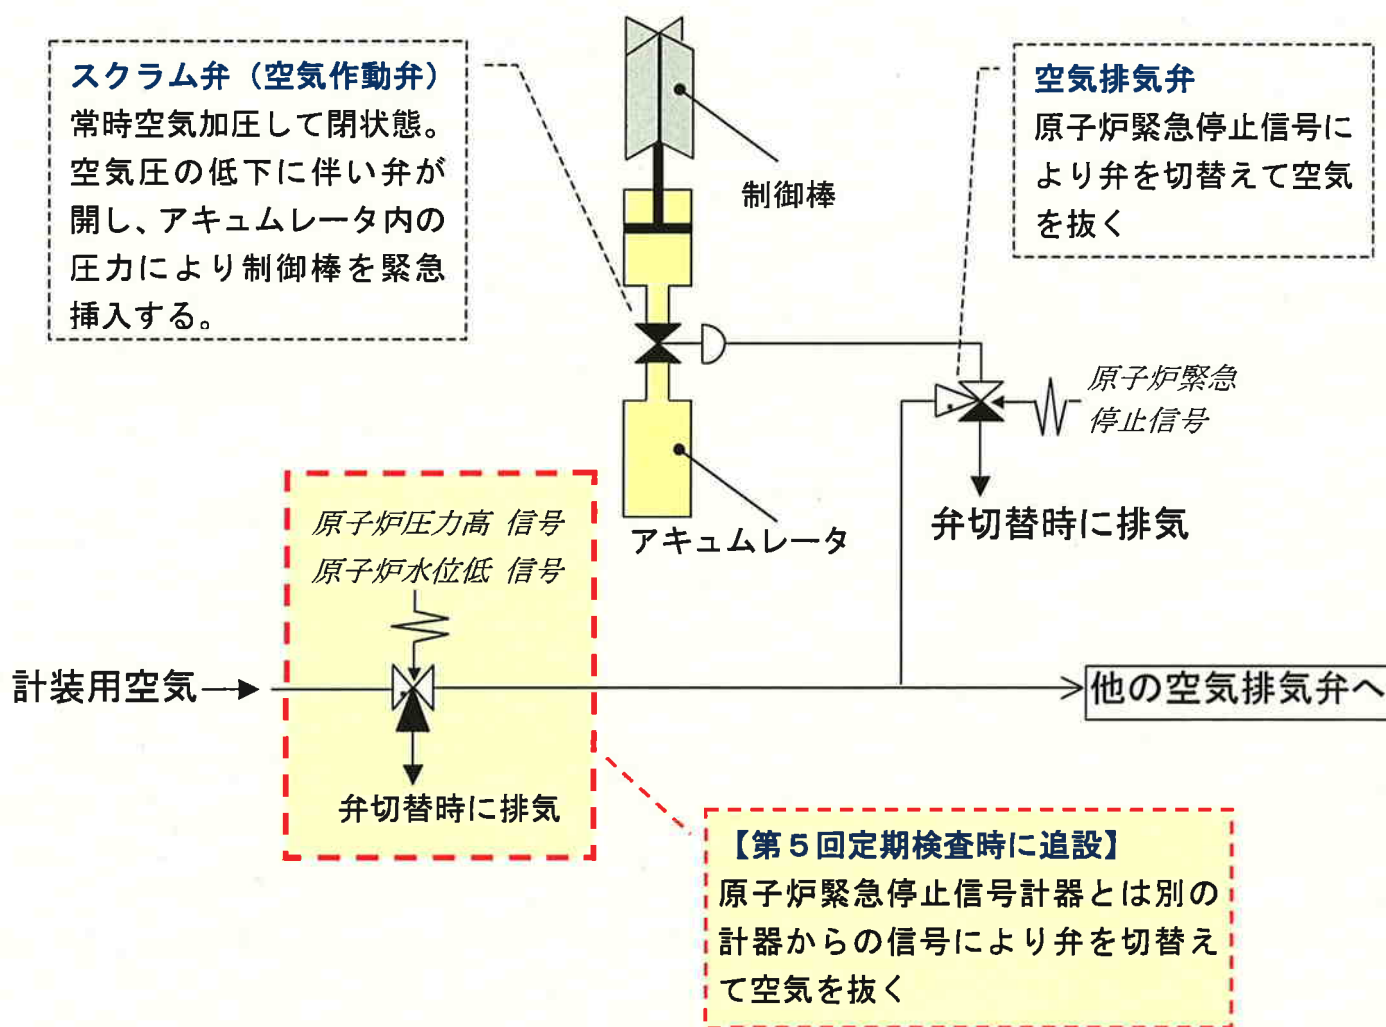 スクラム弁（空気作動弁）
常時空気加圧して閉状態。
空気圧の低下に伴い弁が
開し、アキュムレータ内の
圧力により制御棒を緊急
挿入する。
制御棒
空気排気弁
原子炉緊急停止信号に
より弁を切替えて空気
を抜く
原子炉緊急
停止信号
弁切替時に排気
アキュムレータ
原子炉圧力高 信号
原子炉水位低 信号
計装用空気
弁切替時に排気
他の空気排気弁へ
【第５回定期検査時に追設】
原子炉緊急停止信号計器とは別の
計器からの信号により弁を切替え
て空気を抜く